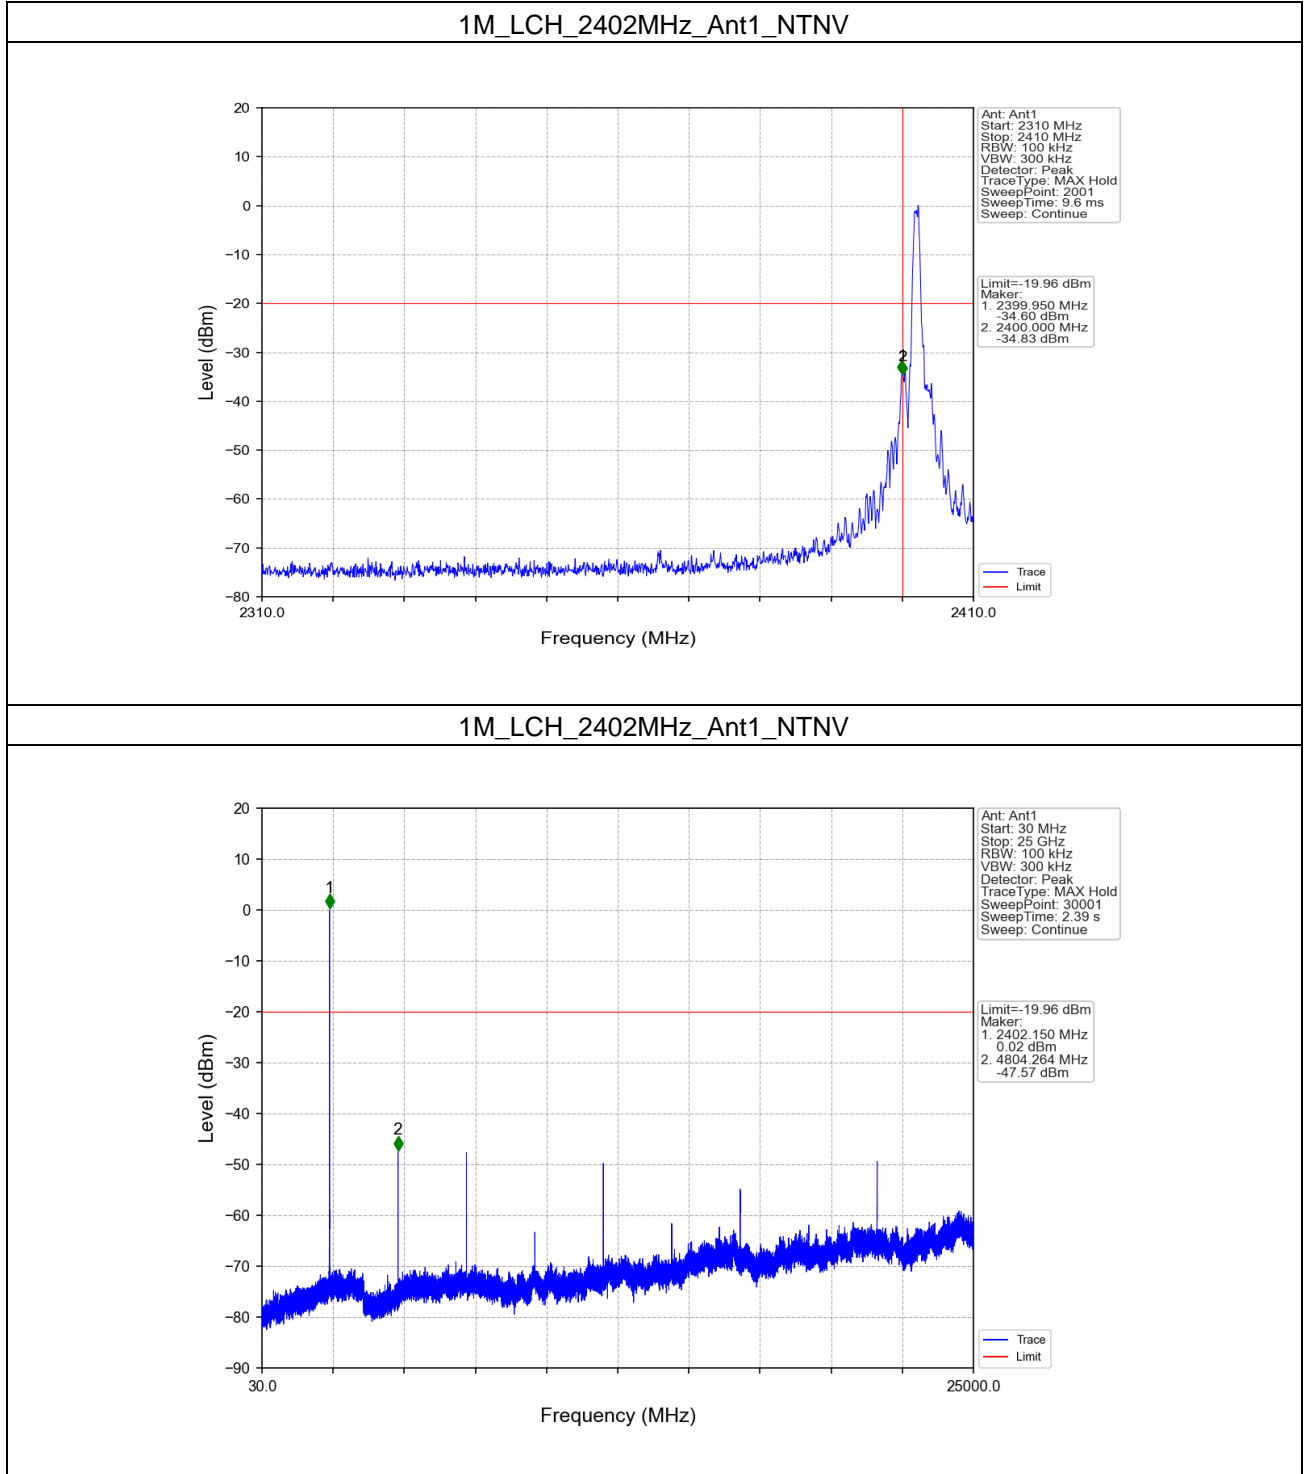 1M_LCH_2402MHz_Ant1_NTNV
20
10
0
−10
−20
−30
−40
−50
−60
−70
−80
Level (dBm)
2310.0
2410.0
Frequency (MHz)
2
Ant: Ant1
Start: 2310 MHz
Stop: 2410 MHz
RBW: 100 kHz
VBW: 300 kHz
Detector: Peak
TraceType: MAX Hold
SweepPoint: 2001
SweepTime: 9.6 ms
Sweep: Continue
Limit=-19.96 dBm
Maker:
1. 2399.950 MHz
-34.60 dBm
2. 2400.000 MHz
-34.83 dBm
Trace
Limit
1M_LCH_2402MHz_Ant1_NTNV
20
10
0
−10
−20
−30
−40
−50
−60
−70
−80
−90
Level (dBm)
30.0
25000.0
Frequency (MHz)
1
2
Ant: Ant1
Start: 30 MHz
Stop: 25 GHz
RBW: 100 kHz
VBW: 300 kHz
Detector: Peak
TraceType: MAX Hold
SweepPoint: 30001
SweepTime: 2.39 s
Sweep: Continue
Limit=-19.96 dBm
Maker:
1. 2402.150 MHz
0.02 dBm
2. 4804.264 MHz
-47.57 dBm
Trace
Limit